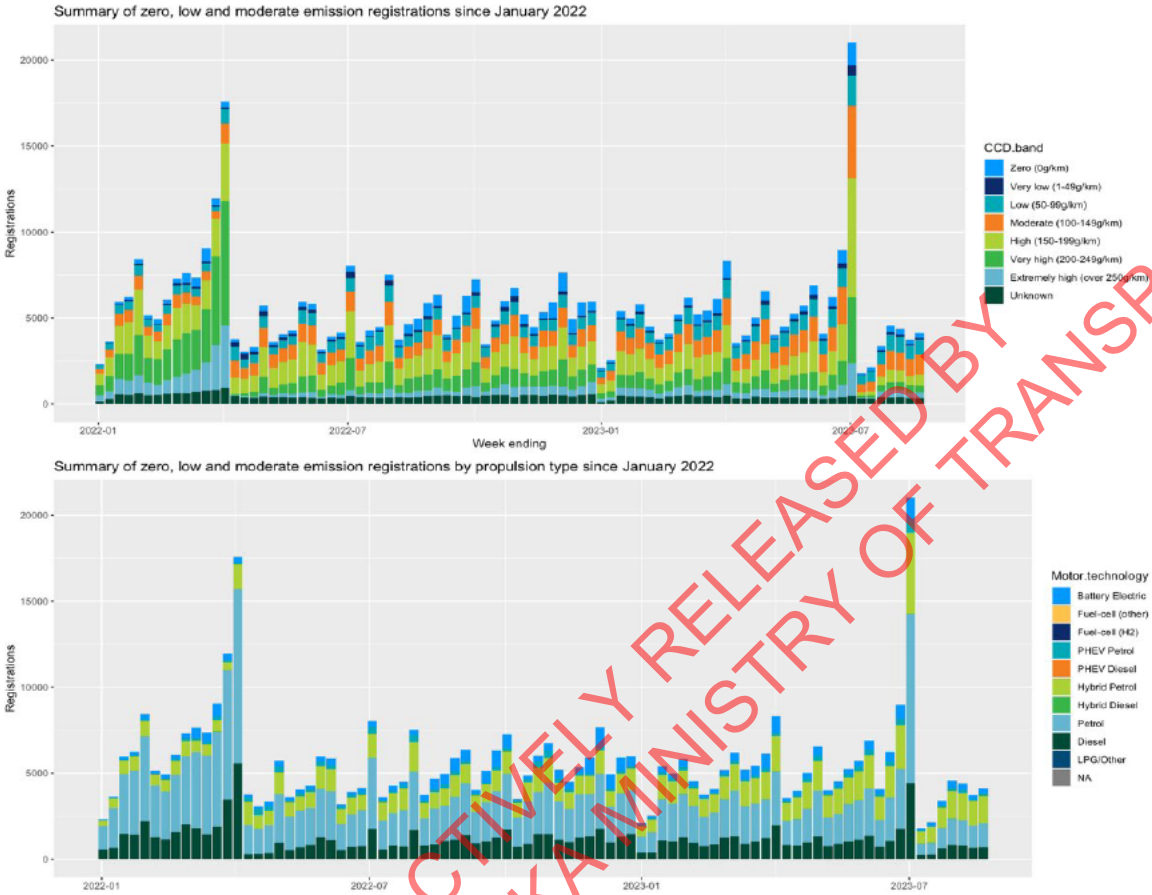 Summary of zero, low and moderate emission registrations since January 2022
20000
15000
10000
5000
0
Registrations
2022-01
2022-07
2023-01
2023-07
Week ending
CCD.band
Zero (0g/km)
Very low (1-49g/km)
Low (50-99g/km)
Moderate (100-149g/km)
High (150-199g/km)
Very high (200-249g/km)
Extremely high (over 250g/km)
Unknown
Summary of zero, low and moderate emission registrations by propulsion type since January 2022
20000
15000
10000
5000
0
Registrations
2022-01
2022-07
2023-01
2023-07
Motor.technology
Battery Electric
Fuel-cell (other)
Fuel-cell (H2)
PHEV Petrol
PHEV Diesel
Hybrid Petrol
Hybrid Diesel
Petrol
Diesel
LPG/Other
NA
CTIVELY RELEASED BY
KA MINISTRY OF TRANSP